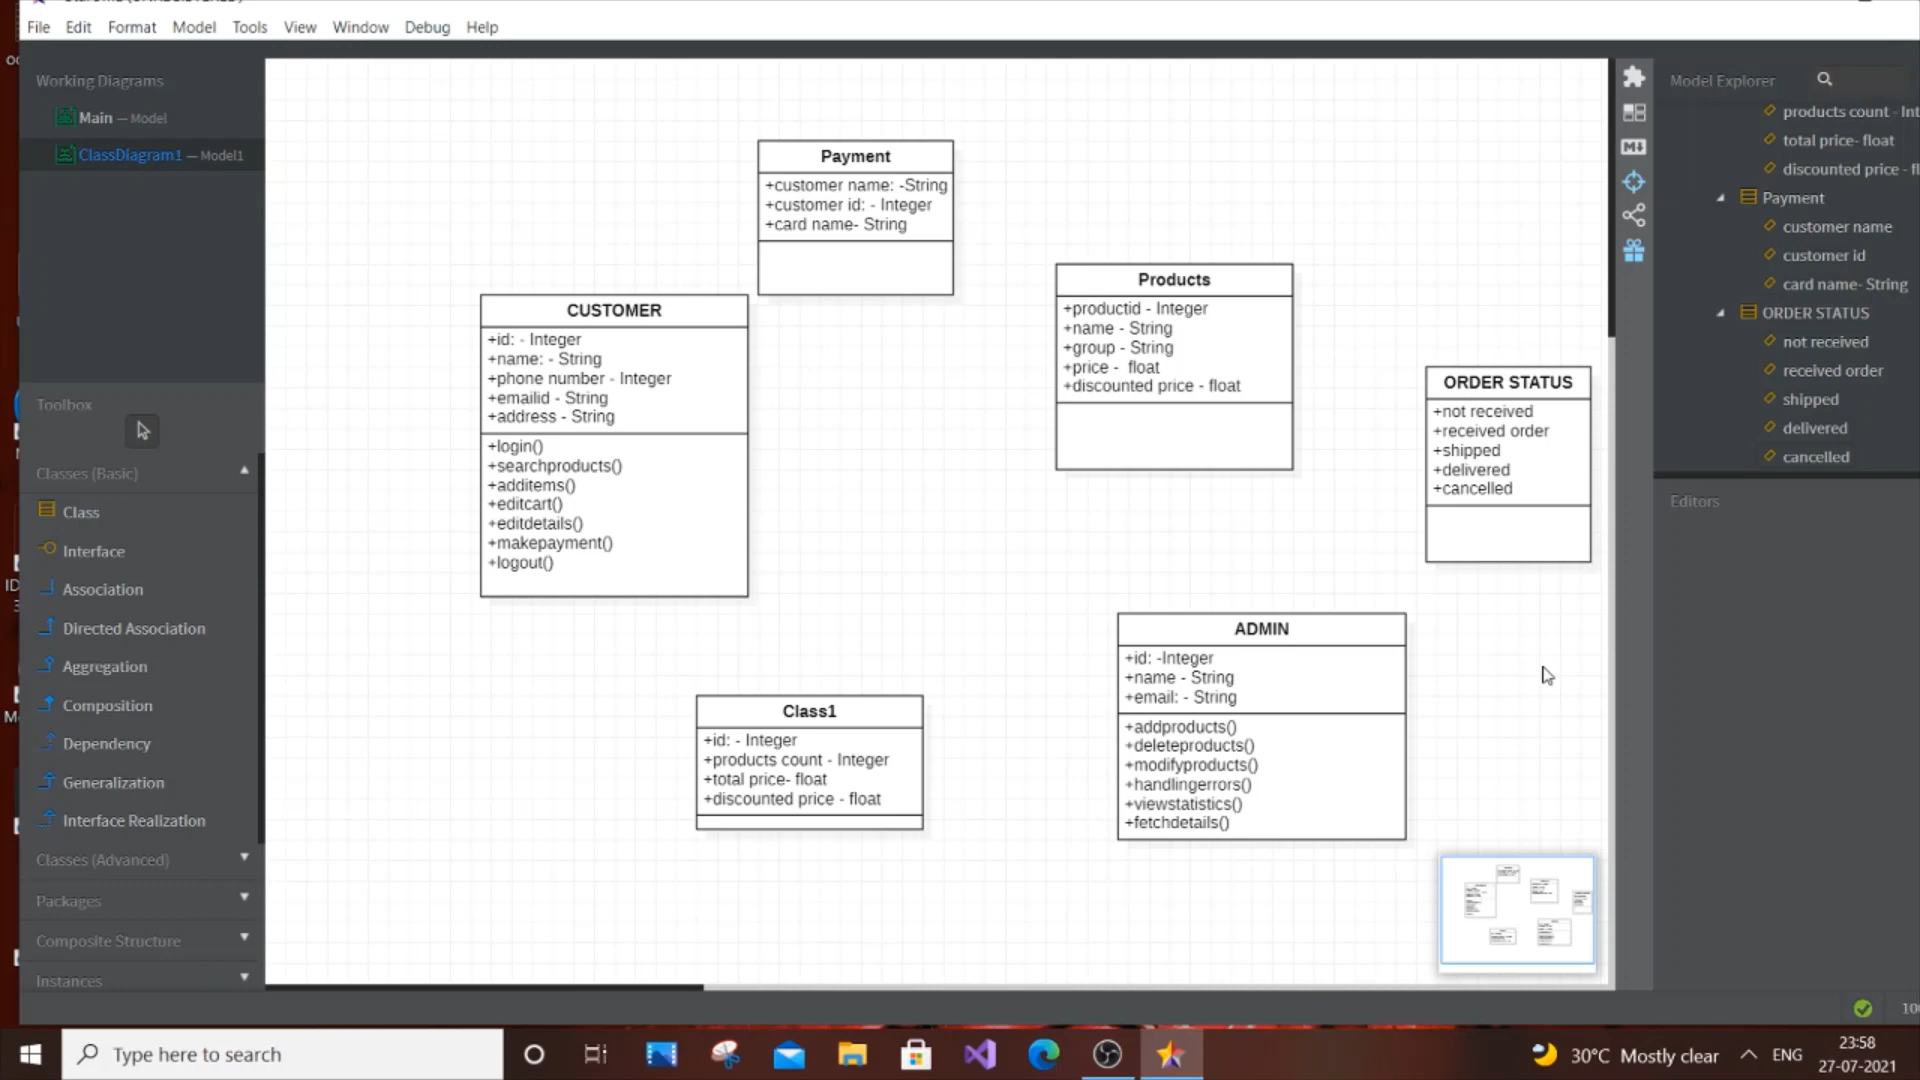 File Edit Format Model Tools View Window Debug Help
Working Diagrams
Main — Model
ClassDiagram1 — Model1
Toolbox
Classes (Basic)
Class
Interface
Association
Directed Association
Aggregation
Composition
Dependency
Generalization
Interface Realization
Classes (Advanced)
Packages
Composite Structure
Instances
Payment
+customer name: -String
+customer id: - Integer
+card name- String
CUSTOMER
+id: - Integer
+name: - String
+phone number - Integer
+emailid - String
+address - String
+login()
+searchproducts()
+additems()
+editcart()
+editdetails()
+makepayment()
+logout()
Products
+productid - Integer
+name - String
+group - String
+price -  float
+discounted price - float
ORDER STATUS
+not received
+received order
+shipped
+delivered
+cancelled
Class1
+id: - Integer
+products count - Integer
+total price- float
+discounted price - float
ADMIN
+id: -Integer
+name - String
+email: - String
+addproducts()
+deleteproducts()
+modifyproducts()
+handlingerrors()
+viewstatistics()
+fetchdetails()
Model Explorer
products count - Int
total price- float
discounted price - fl
Payment
customer name
customer id
card name- String
ORDER STATUS
not received
received order
shipped
delivered
cancelled
Editors
M↓
Type here to search
30°C Mostly clear
ENG
23:58
27-07-2021